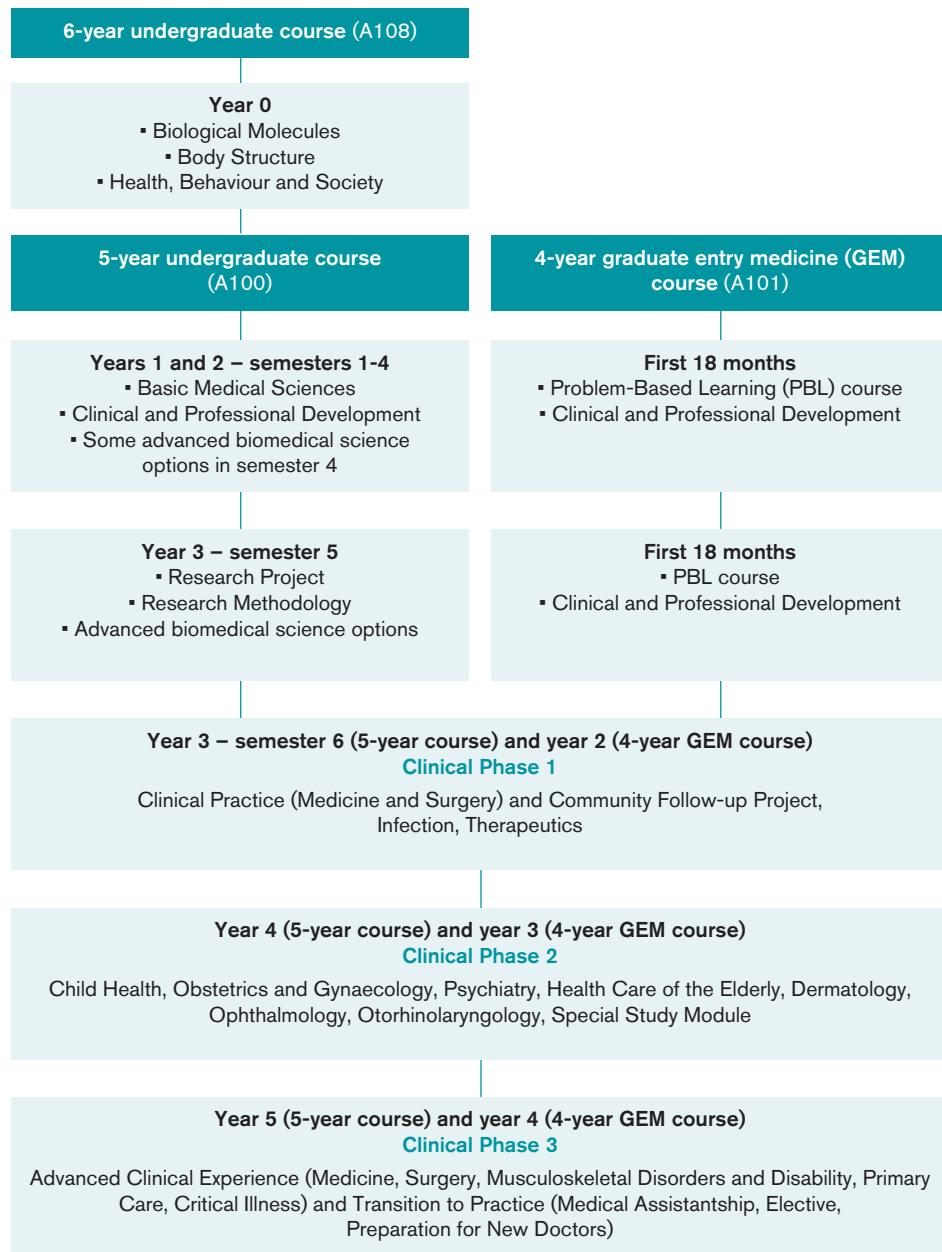 6-year undergraduate course (A108)
Year 0
▪ Biological Molecules
▪ Body Structure
▪ Health, Behaviour and Society
5-year undergraduate course
(A100)
Years 1 and 2 – semesters 1-4
▪ Basic Medical Sciences
▪ Clinical and Professional Development
▪ Some advanced biomedical science
options in semester 4
Year 3 – semester 5
▪ Research Project
▪ Research Methodology
▪ Advanced biomedical science options
4-year graduate entry medicine (GEM)
course (A101)
First 18 months
▪ Problem-Based Learning (PBL) course
▪ Clinical and Professional Development
First 18 months
▪ PBL course
▪ Clinical and Professional Development
Year 3 – semester 6 (5-year course) and year 2 (4-year GEM course)
Clinical Phase 1
Clinical Practice (Medicine and Surgery) and Community Follow-up Project,
Infection, Therapeutics
Year 4 (5-year course) and year 3 (4-year GEM course)
Clinical Phase 2
Child Health, Obstetrics and Gynaecology, Psychiatry, Health Care of the Elderly, Dermatology,
Ophthalmology, Otorhinolaryngology, Special Study Module
Year 5 (5-year course) and year 4 (4-year GEM course)
Clinical Phase 3
Advanced Clinical Experience (Medicine, Surgery, Musculoskeletal Disorders and Disability, Primary
Care, Critical Illness) and Transition to Practice (Medical Assistantship, Elective,
Preparation for New Doctors)